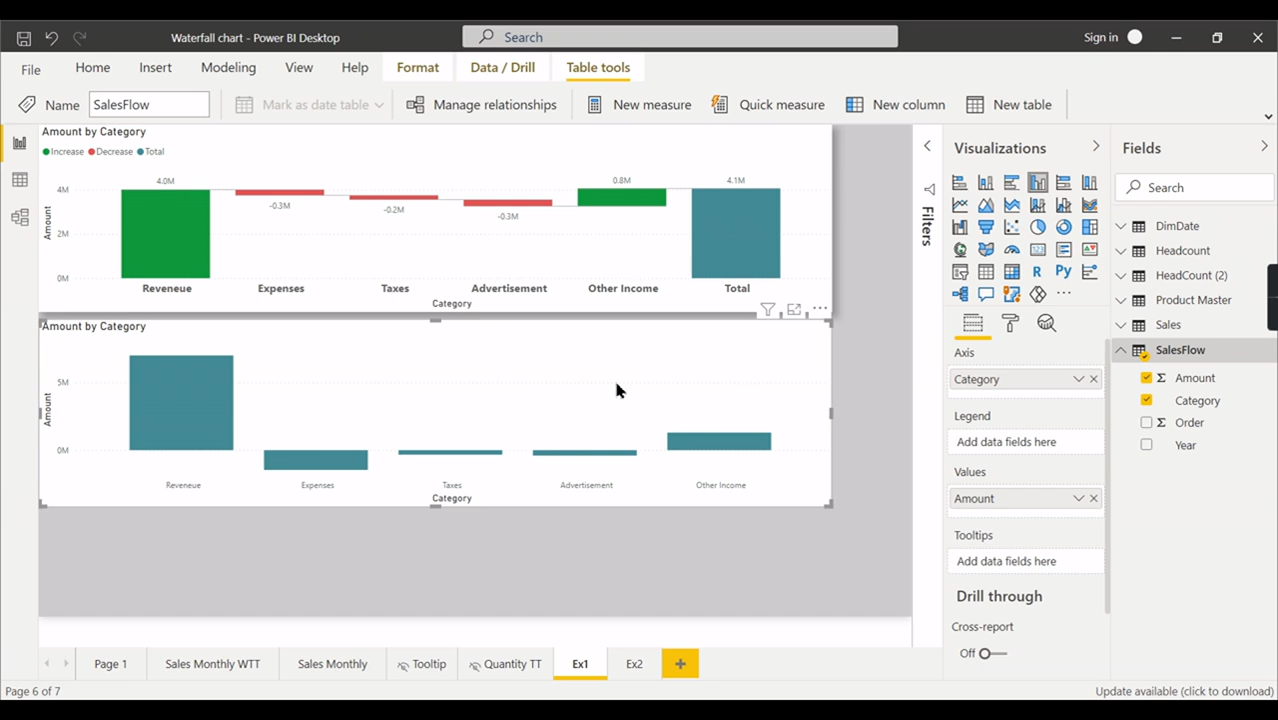 Waterfall chart - Power BI Desktop
Search
Sign in
File
Home
Insert
Modeling
View
Help
Format
Data / Drill
Table tools
Name
SalesFlow
Mark as date table
Manage relationships
New measure
Quick measure
New column
New table
Amount by Category
Increase Decrease Total
4.0M
-0.3M
-0.2M
-0.3M
0.8M
4.1M
4M
2M
0M
Amount
Reveneue
Expenses
Taxes
Advertisement
Other Income
Total
Category
Amount by Category
5M
0M
Amount
Reveneue
Expenses
Taxes
Advertisement
Other Income
Category
Filters
Visualizations
R
Py
Axis
Category
Legend
Add data fields here
Values
Amount
Tooltips
Add data fields here
Drill through
Cross-report
Off
Fields
Search
DimDate
Headcount
HeadCount (2)
Product Master
Sales
SalesFlow
Σ Amount
Category
Σ Order
Year
Page 1
Sales Monthly WTT
Sales Monthly
Tooltip
Quantity TT
Ex1
Ex2
Page 6 of 7
Update available (click to download)